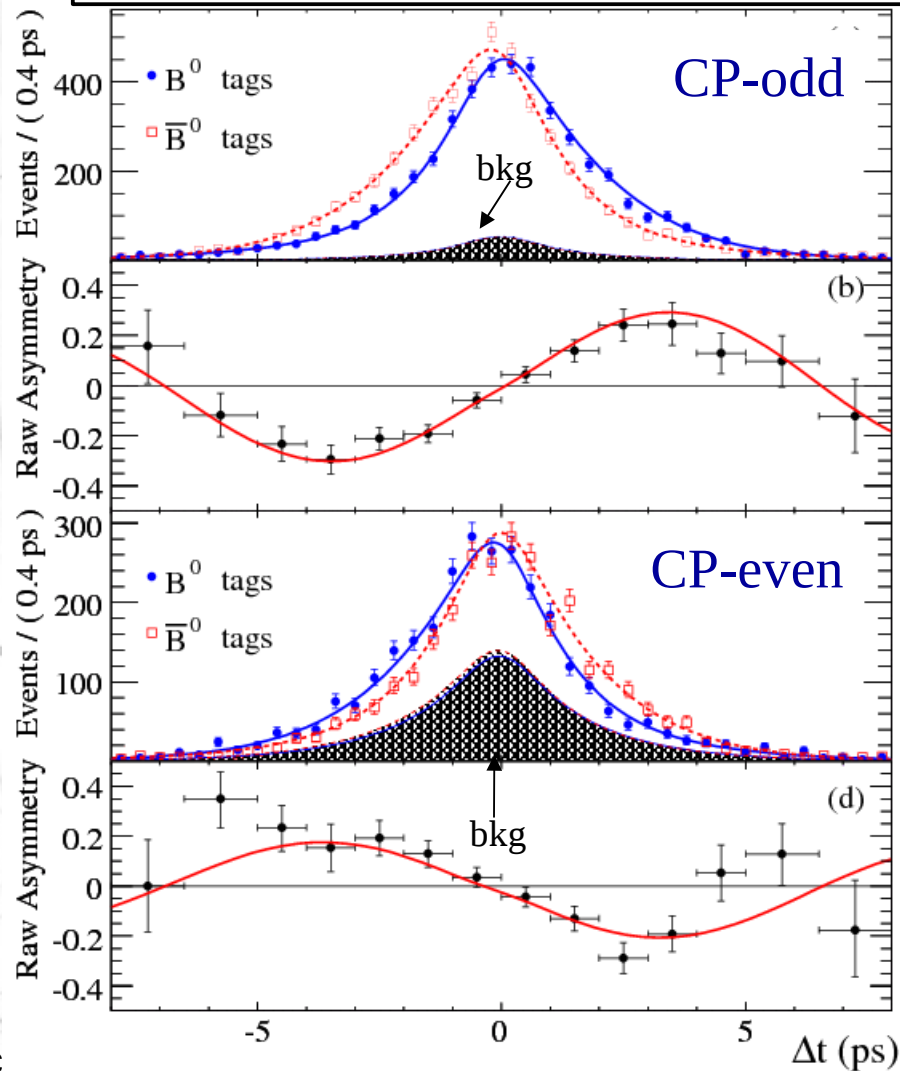 Events / ( 0.4 ps )
400
200
B⁰ tags
B̅⁰ tags
CP-odd
bkg
Raw Asymmetry
0.4
0.2
0
-0.2
-0.4
(b)
Events / ( 0.4 ps )
300
200
100
B⁰ tags
B̅⁰ tags
CP-even
Raw Asymmetry
0.4
0.2
0
-0.2
-0.4
(d)
bkg
-5
0
5
Δt (ps)